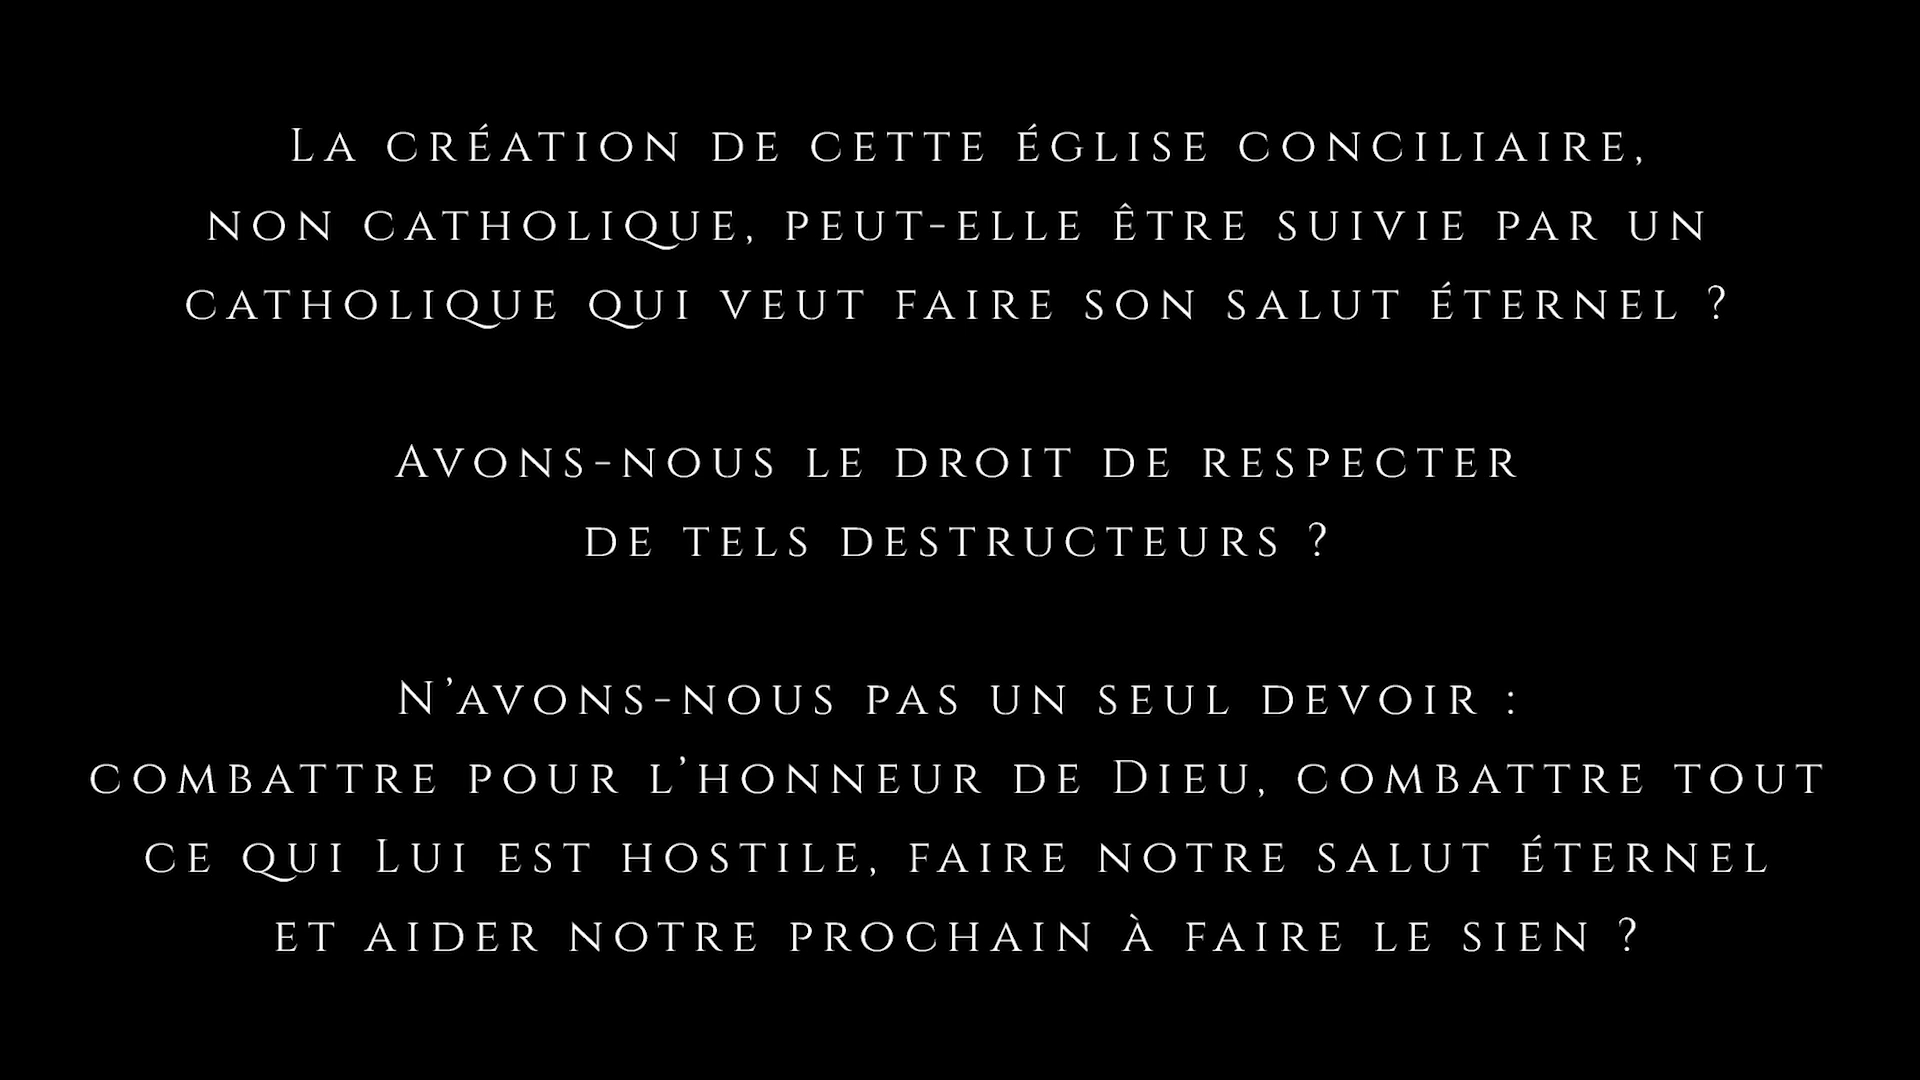 La création de cette église conciliaire,
non catholique, peut-elle être suivie par un
catholique qui veut faire son salut éternel ?
Avons-nous le droit de respecter
de tels destructeurs ?
N’avons-nous pas un seul devoir :
combattre pour l’honneur de Dieu, combattre tout
ce qui Lui est hostile, faire notre salut éternel
et aider notre prochain à faire le sien ?